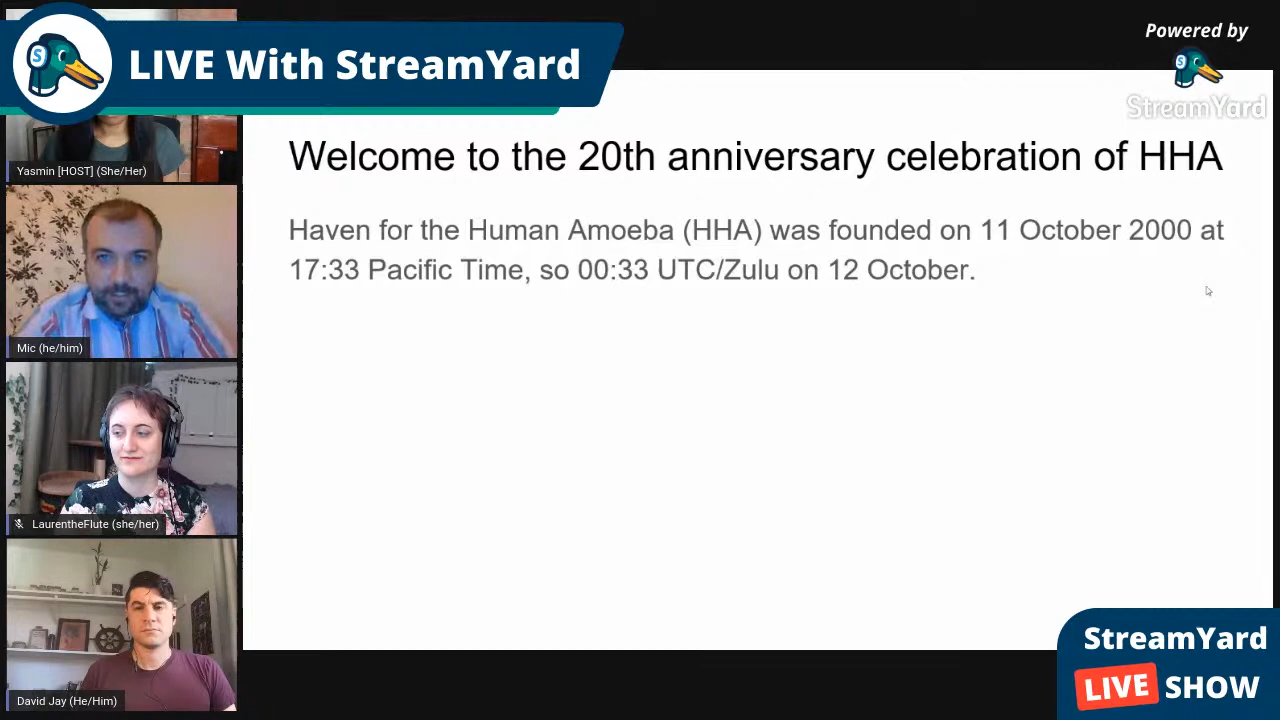 LIVE With StreamYard
Powered by
StreamYard
Welcome to the 20th anniversary celebration of HHA
Haven for the Human Amoeba (HHA) was founded on 11 October 2000 at
17:33 Pacific Time, so 00:33 UTC/Zulu on 12 October.
Yasmin [HOST] (She/Her)
Mic (he/him)
LaurentheFlute (she/her)
David Jay (He/Him)
StreamYard
LIVE SHOW